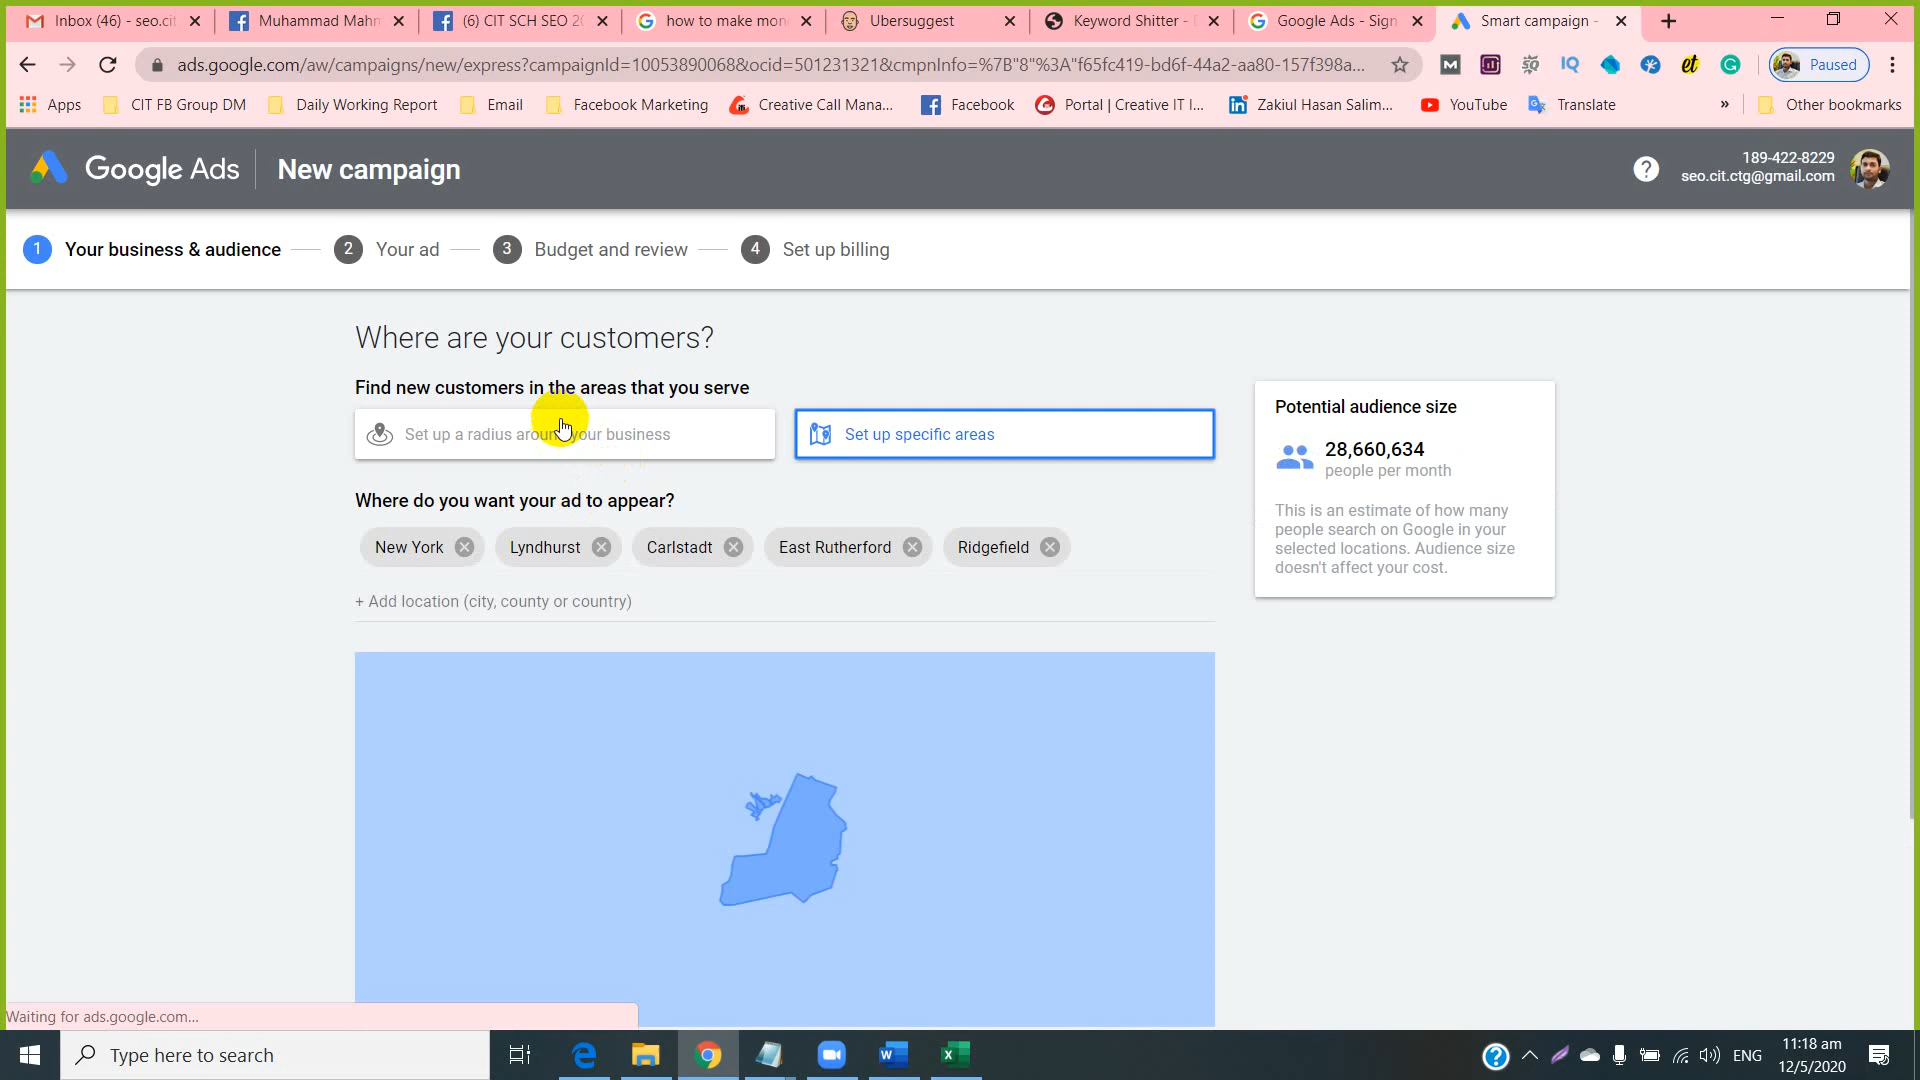 Inbox (46) - seo.cit
Muhammad Mahm
(6) CIT SCH SEO 20
how to make mon
Ubersuggest
Keyword Shitter -
Google Ads - Sign
Smart campaign -
ads.google.com/aw/campaigns/new/express?campaignId=10053890068&ocid=501231321&cmpnInfo=%7B"8"%3A"f65fc419-bd6f-44a2-aa80-157f398a...
Paused
Apps
CIT FB Group DM
Daily Working Report
Email
Facebook Marketing
Creative Call Mana...
Facebook
Portal | Creative IT I...
Zakiul Hasan Salim...
YouTube
Translate
»
Other bookmarks
Google Ads
New campaign
189-422-8229
seo.cit.ctg@gmail.com
1 Your business & audience
2 Your ad
3 Budget and review
4 Set up billing
Where are your customers?
Find new customers in the areas that you serve
Set up a radius around your business
Set up specific areas
Where do you want your ad to appear?
New York
Lyndhurst
Carlstadt
East Rutherford
Ridgefield
+ Add location (city, county or country)
Potential audience size
28,660,634
people per month
This is an estimate of how many
people search on Google in your
selected locations. Audience size
doesn't affect your cost.
Waiting for ads.google.com...
Type here to search
ENG
11:18 am
12/5/2020